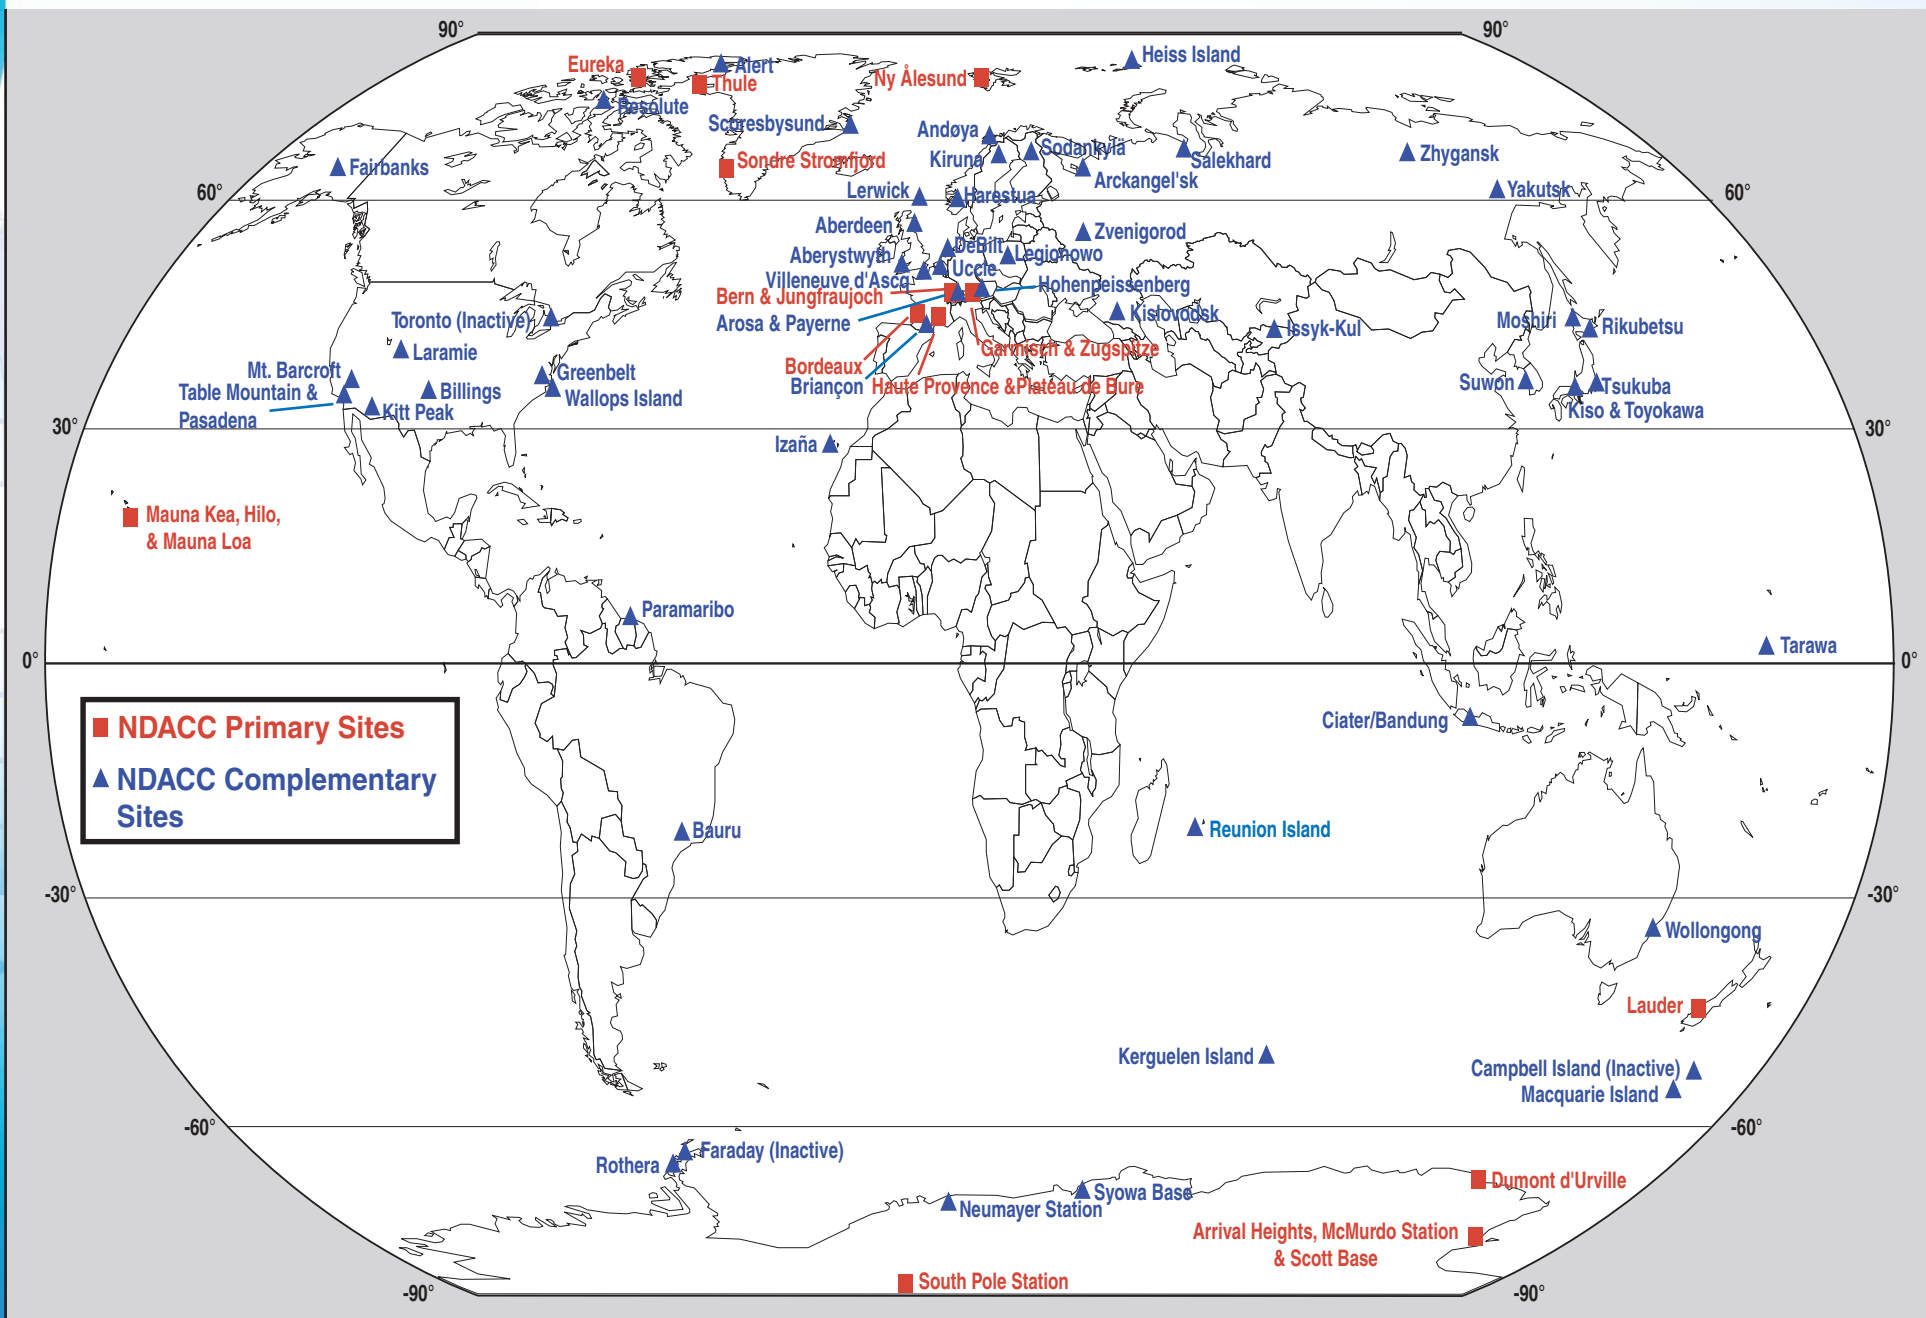 90°
90°
Heiss Island
Eureka
Alert
Thule
Ny Ålesund
Resolute
Scoresbysund
Andøya
Sodankylä
Kiruna
Salekhard
Zhygansk
Sondre Stromfjord
Fairbanks
Arckangel'sk
60°
Lerwick
Harestua
Yakutsk
60°
Aberdeen
Zvenigorod
DeBilt
Legionowo
Aberystwyth
Uccle
Villeneuve d'Ascq
Hohenpeissenberg
Bern & Jungfraujoch
Kislovodsk
Arosa & Payerne
Toronto (Inactive)
Issyk-Kul
Moshiri
Rikubetsu
Laramie
Garmisch & Zugspitze
Bordeaux
Mt. Barcroft
Greenbelt
Briançon
Haute Provence &Plateau de Bure
Suwon
Tsukuba
Table Mountain &
Pasadena
Billings
Wallops Island
Kitt Peak
Kiso & Toyokawa
30°
30°
Izaña
Mauna Kea, Hilo,
& Mauna Loa
Paramaribo
Tarawa
0°
0°
NDACC Primary Sites
NDACC Complementary
Sites
Ciater/Bandung
Bauru
Reunion Island
-30°
-30°
Wollongong
Lauder
Kerguelen Island
Campbell Island (Inactive)
Macquarie Island
-60°
-60°
Faraday (Inactive)
Rothera
Dumont d'Urville
Syowa Base
Neumayer Station
Arrival Heights, McMurdo Station
& Scott Base
South Pole Station
-90°
-90°